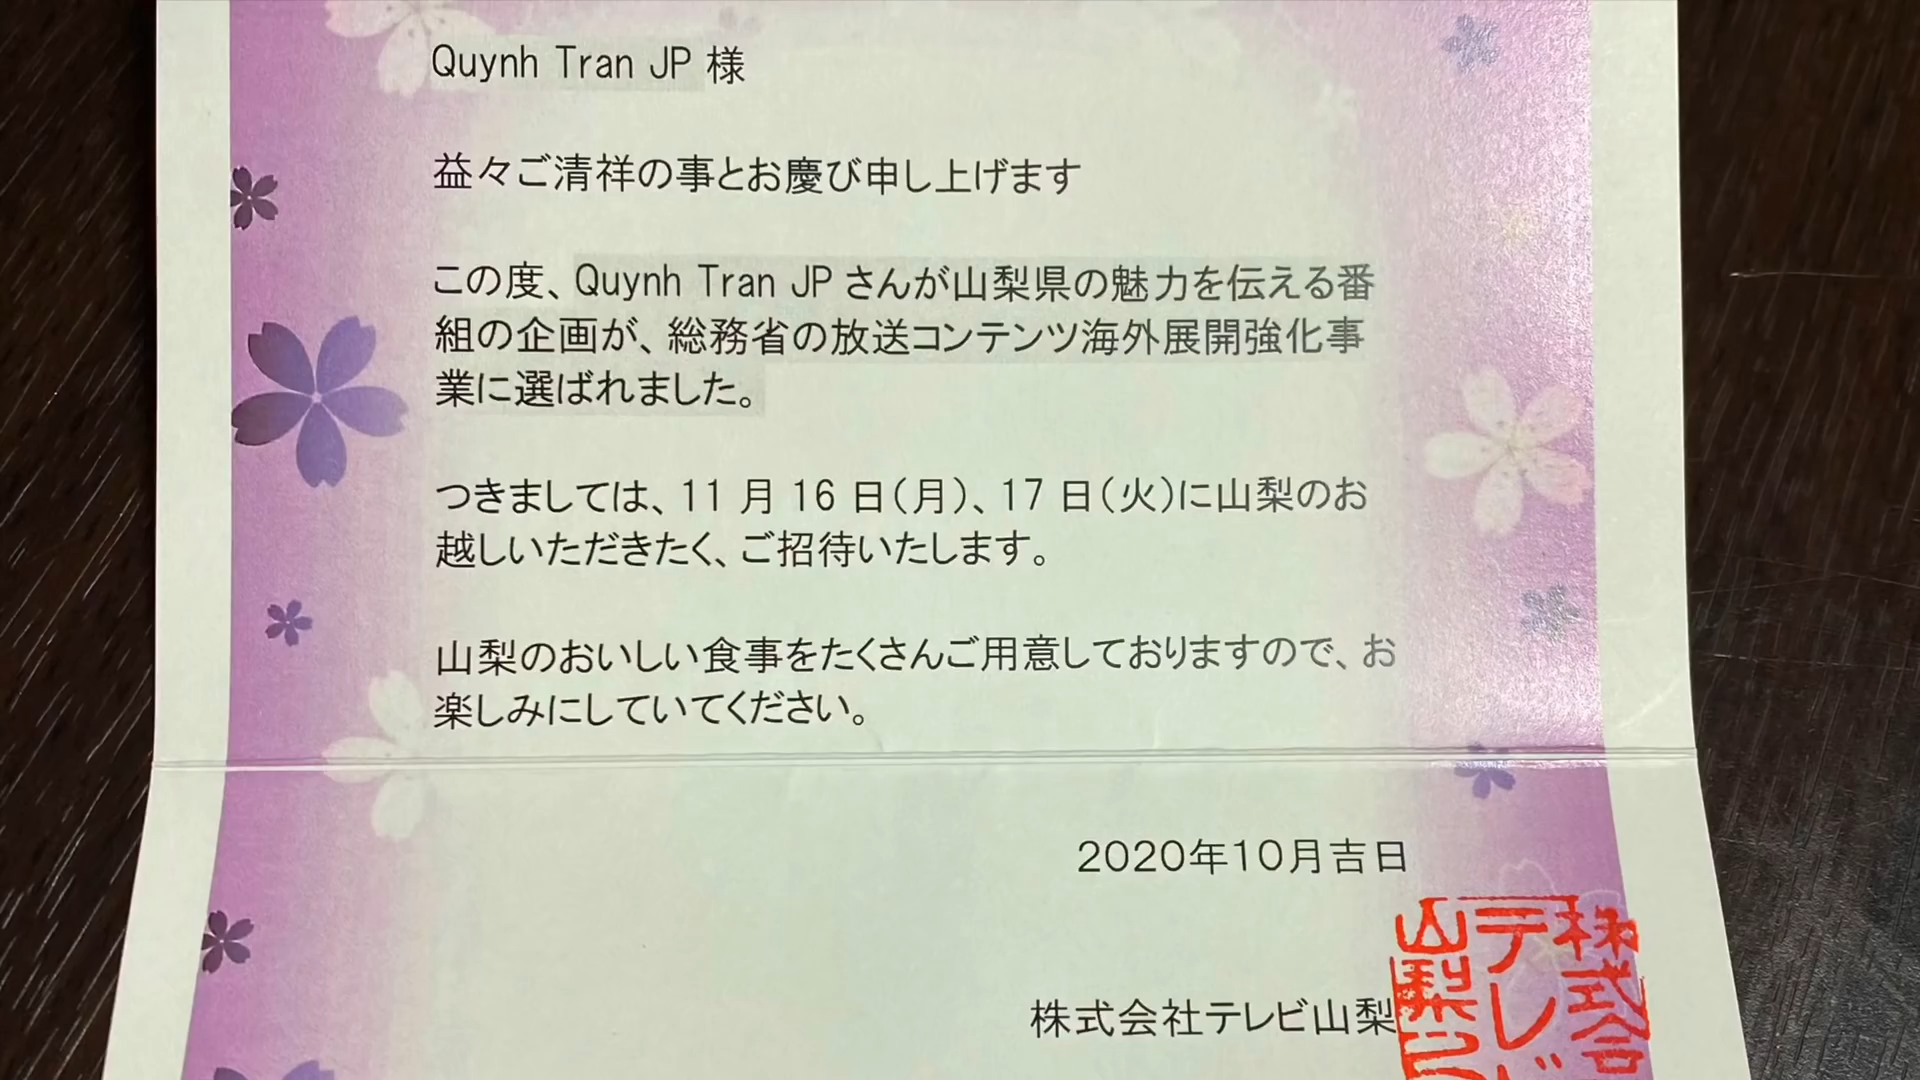 Quynh Tran JP 様
益々ご清祥の事とお慶び申し上げます
この度、Quynh Tran JP さんが山梨県の魅力を伝える番
組の企画が、総務省の放送コンテンツ海外展開強化事
業に選ばれました。
つきましては、11 月 16 日(月)、17 日(火)に山梨のお
越しいただきたく、ご招待いたします。
山梨のおいしい食事をたくさんご用意しておりますので、お
楽しみにしていてください。
2020年10月吉日
株式会社テレビ山梨
株式会
テレビ
山梨